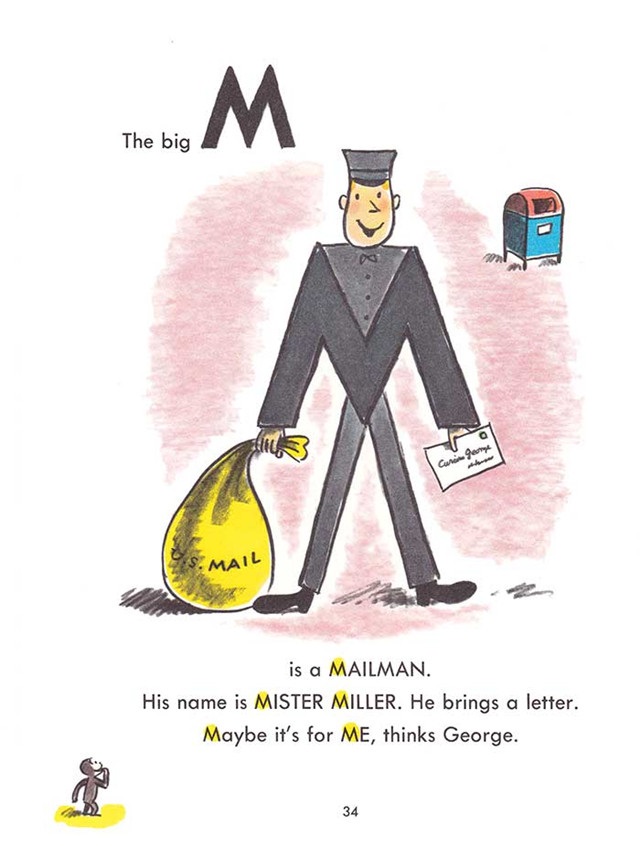 The big M
Curious George
U.S. MAIL
is a MAILMAN.
His name is MISTER MILLER. He brings a letter.
Maybe it's for ME, thinks George.
34